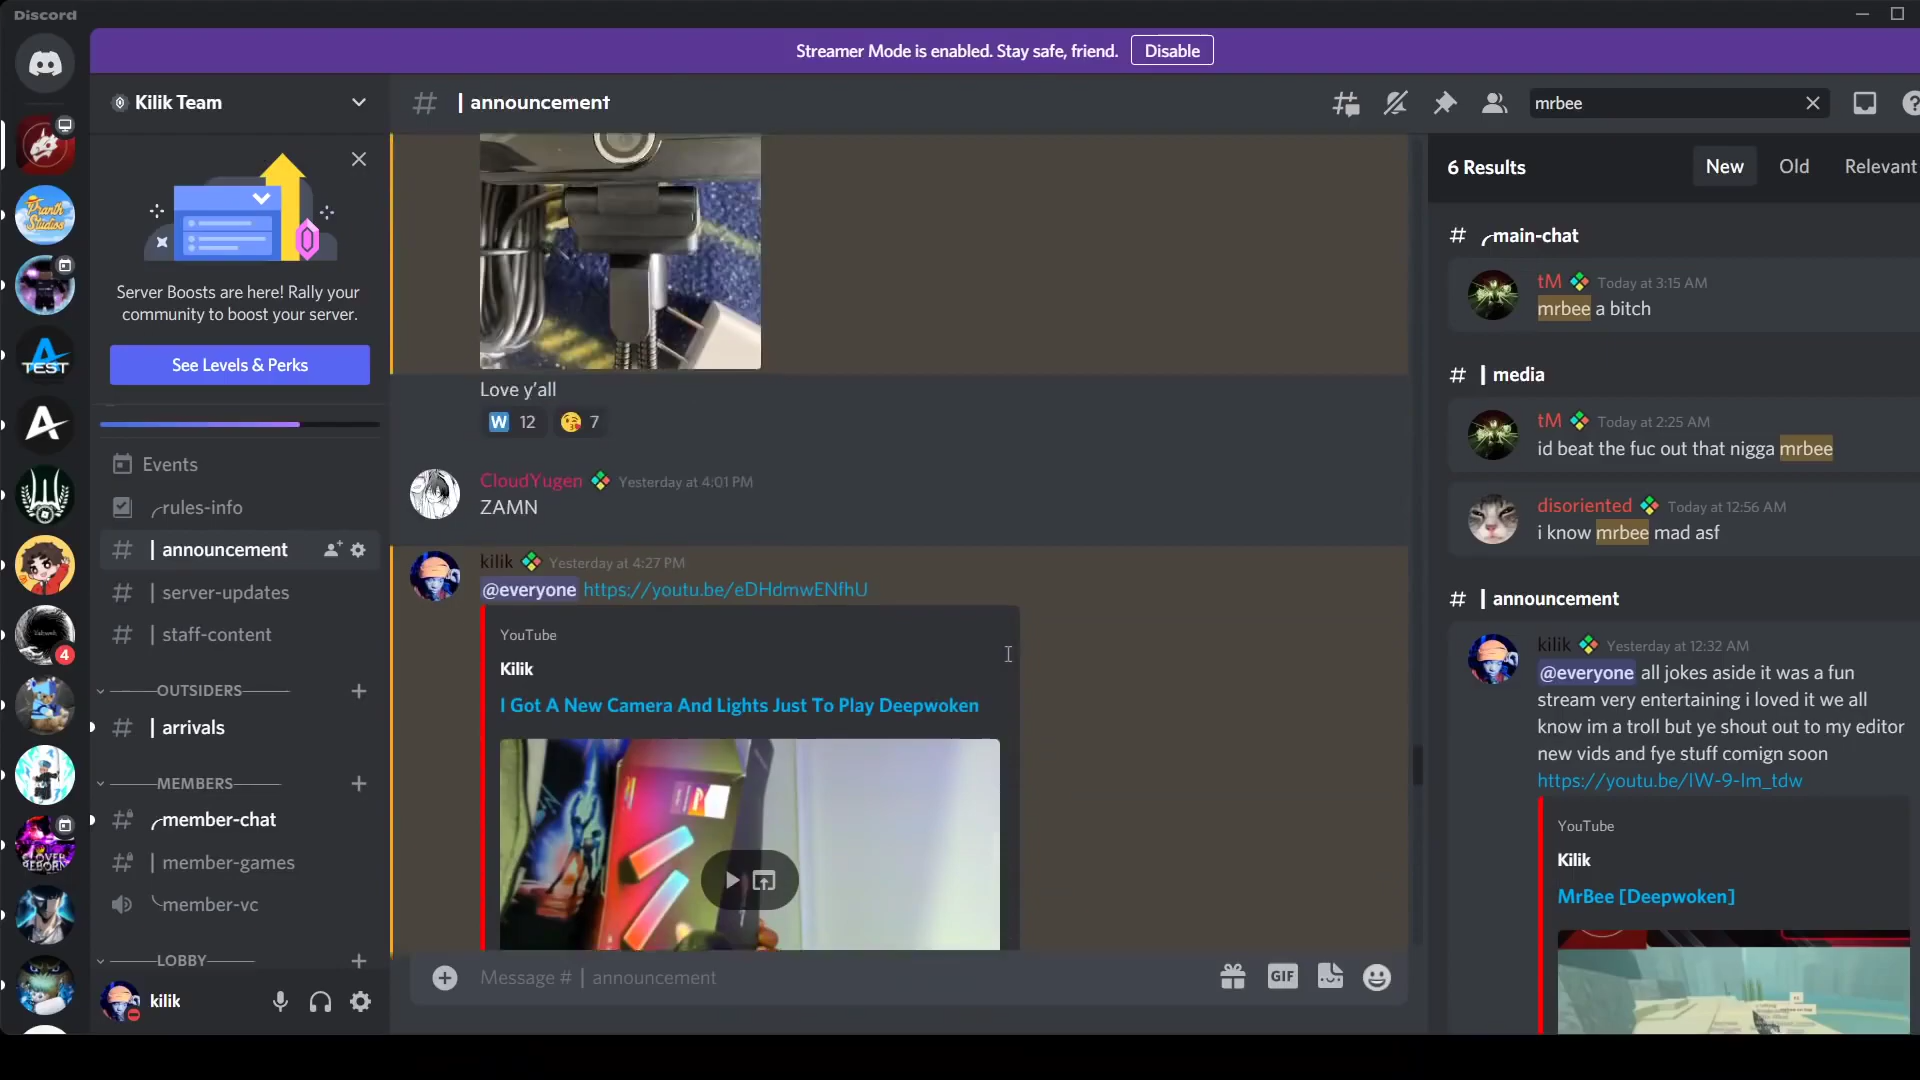 Discord
Streamer Mode is enabled. Stay safe, friend.
Disable
Kilik Team
| announcement
mrbee
Server Boosts are here! Rally your
community to boost your server.
See Levels & Perks
Events
╭rules-info
| announcement
| server-updates
| staff-content
OUTSIDERS
| arrivals
MEMBERS
╭member-chat
| member-games
╰member-vc
LOBBY
kilik
TEST
4
Love y'all
W 12 😘 7
CloudYugen Yesterday at 4:01 PM
ZAMN
kilik Yesterday at 4:27 PM
@everyone https://youtu.be/eDHdmwENfhU
YouTube
Kilik
I Got A New Camera And Lights Just To Play Deepwoken
Message # | announcement
GIF
6 Results
New
Old
Relevant
# ╭main-chat
tM Today at 3:15 AM
mrbee a bitch
# | media
tM Today at 2:25 AM
id beat the fuc out that nigga mrbee
disoriented Today at 12:56 AM
i know mrbee mad asf
# | announcement
kilik Yesterday at 12:32 AM
@everyone all jokes aside it was a fun
stream very entertaining i loved it we all
know im a troll but ye shout out to my editor
new vids and fye stuff comign soon
https://youtu.be/IW-9-Im_tdw
YouTube
Kilik
MrBee [Deepwoken]